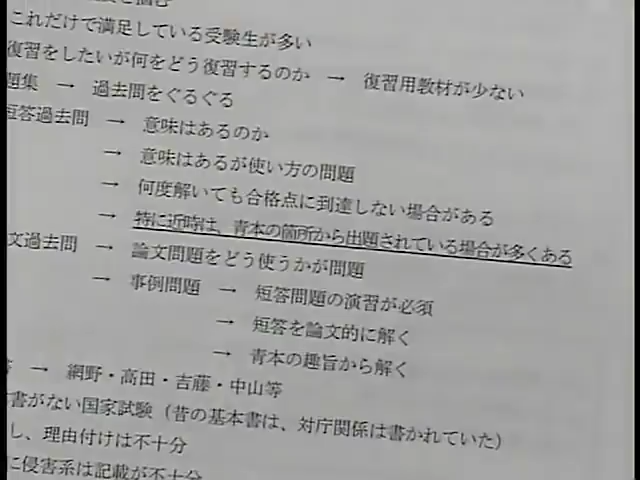 これだけで満足している受験生が多い
復習をしたいが何をどう復習するのか → 復習用教材が少ない
題集 → 過去問をぐるぐる
短答過去問 → 意味はあるのか
→ 意味はあるが使い方の問題
→ 何度解いても合格点に到達しない場合がある
→ 特に近時は、青本の箇所から出題されている場合が多くある
文過去問 → 論文問題をどう使うかが問題
→ 事例問題 → 短答問題の演習が必須
→ 短答を論文的に解く
→ 青本の趣旨から解く
→ 網野・高田・吉藤・中山等
書がない国家試験（昔の基本書は、対庁関係は書かれていた）
し、理由付けは不十分
に侵害系は記載が不十分